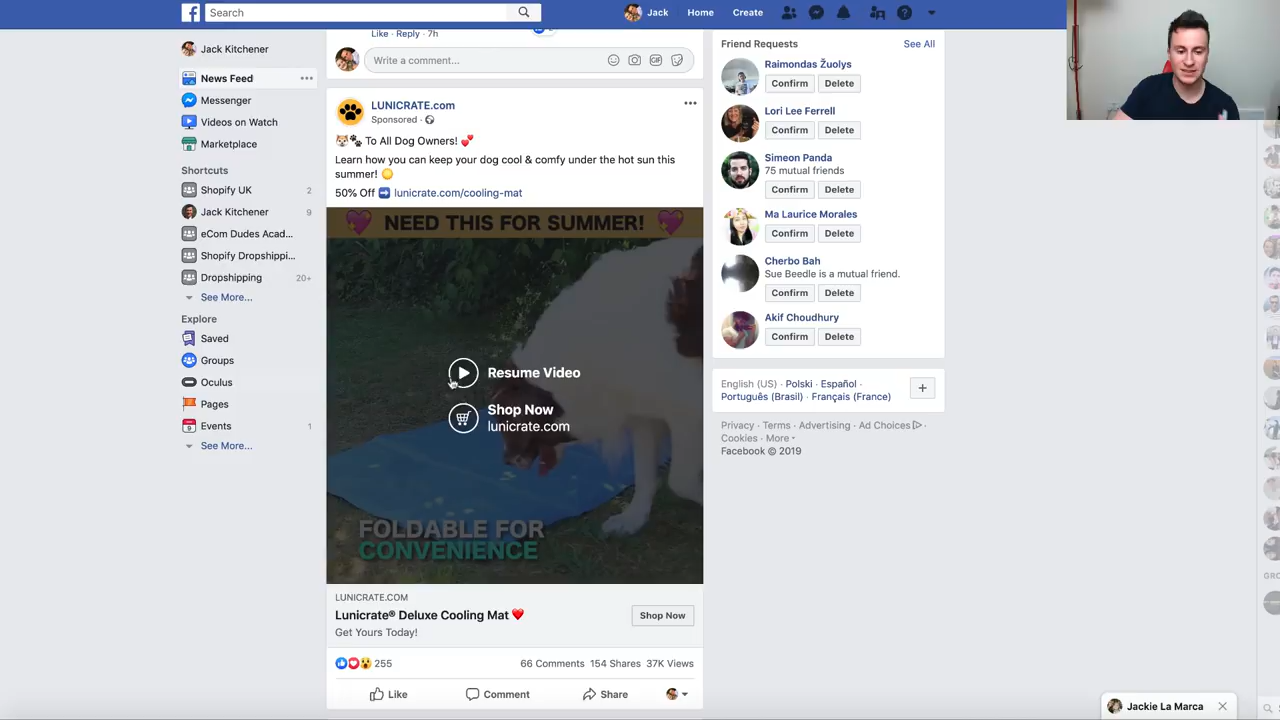 Search
Jack
Home
Create
Jack Kitchener
News Feed
Messenger
Videos on Watch
Marketplace
Shortcuts
Shopify UK 2
Jack Kitchener 9
eCom Dudes Acad...
Shopify Dropshippi...
Dropshipping 20+
See More...
Explore
Saved
Groups
Oculus
Pages
Events 1
See More...
Like · Reply · 7h
Write a comment...
GIF
LUNICRATE.com
Sponsored ·
To All Dog Owners!
Learn how you can keep your dog cool & comfy under the hot sun this
summer!
50% Off ➡ lunicrate.com/cooling-mat
NEED THIS FOR SUMMER!
Resume Video
Shop Now
lunicrate.com
FOLDABLE FOR
CONVENIENCE
LUNICRATE.COM
Lunicrate® Deluxe Cooling Mat ❤
Get Yours Today!
Shop Now
255
66 Comments 154 Shares 37K Views
Like
Comment
Share
Friend Requests
See All
Raimondas Žuolys
Confirm Delete
Lori Lee Ferrell
Confirm Delete
Simeon Panda
75 mutual friends
Confirm Delete
Ma Laurice Morales
Confirm Delete
Cherbo Bah
Sue Beedle is a mutual friend.
Confirm Delete
Akif Choudhury
Confirm Delete
English (US) · Polski · Español ·
Português (Brasil) · Français (France)
Privacy · Terms · Advertising · Ad Choices ·
Cookies · More
Facebook © 2019
GRO
Jackie La Marca